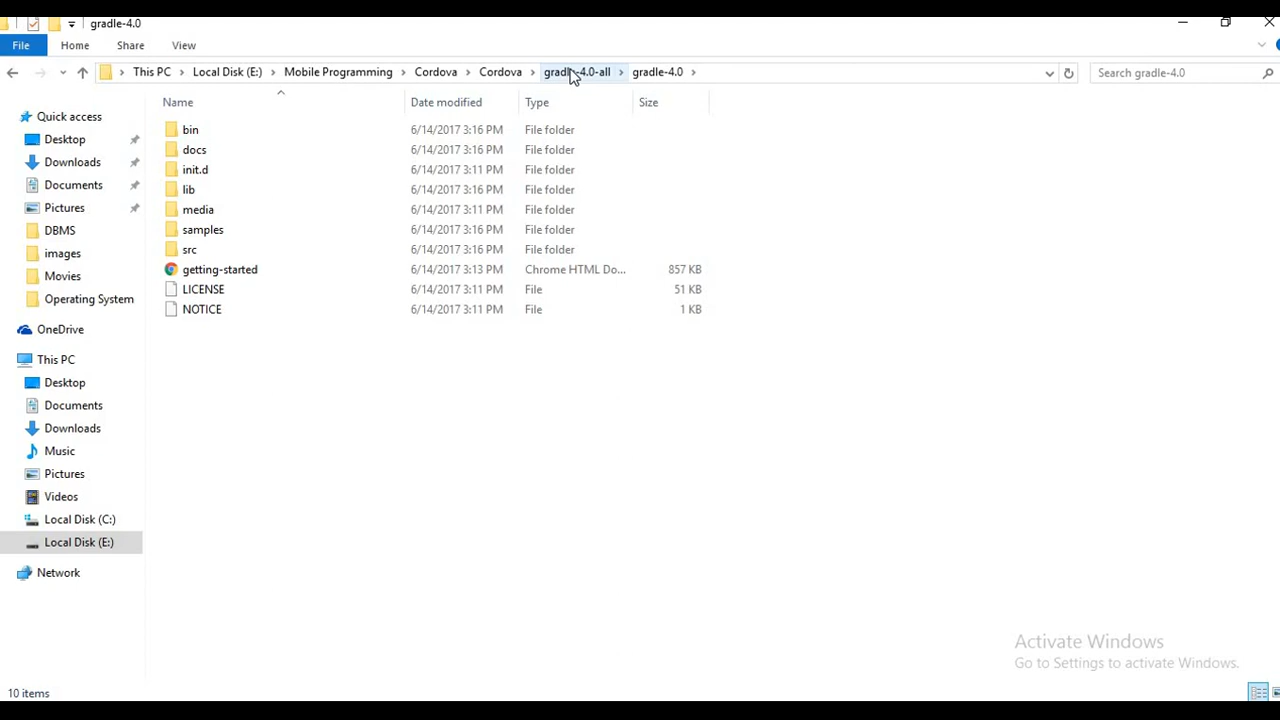 gradle-4.0
File Home Share View
This PC Local Disk (E:) Mobile Programming Cordova Cordova gradle-4.0-all gradle-4.0 Search gradle-4.0
Name Date modified Type Size
Quick access
Desktop
Downloads
Documents
Pictures
DBMS
images
Movies
Operating System
OneDrive
This PC
Desktop
Documents
Downloads
Music
Pictures
Videos
Local Disk (C:)
Local Disk (E:)
Network
bin 6/14/2017 3:16 PM File folder
docs 6/14/2017 3:16 PM File folder
init.d 6/14/2017 3:11 PM File folder
lib 6/14/2017 3:16 PM File folder
media 6/14/2017 3:11 PM File folder
samples 6/14/2017 3:16 PM File folder
src 6/14/2017 3:16 PM File folder
getting-started 6/14/2017 3:13 PM Chrome HTML Do... 857 KB
LICENSE 6/14/2017 3:11 PM File 51 KB
NOTICE 6/14/2017 3:11 PM File 1 KB
Activate Windows
Go to Settings to activate Windows.
10 items